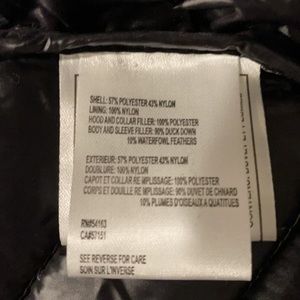 SHELL: 57% POLYESTER 43% NYLON
LINING: 100% NYLON
HOOD AND COLLAR FILLER: 100% POLYESTER
BODY AND SLEEVE FILLER: 90% DUCK DOWN
10% WATERFOWL FEATHERS
EXTERIEUR: 57% POLYESTER 43% NYLON
DOUBLURE: 100% NYLON
CAPOT ET COLLAR RE MPLISSAGE: 100% POLYESTER
CORPS ET DOUILLE RE MPLISSAGE: 90% DUVET DE CHNARD
10% PLUMES D'OISEAUX A QUATITUES
RN#54163
CA#57151
SEE REVERSE FOR CARE
SOIN SUR L'INVERSE